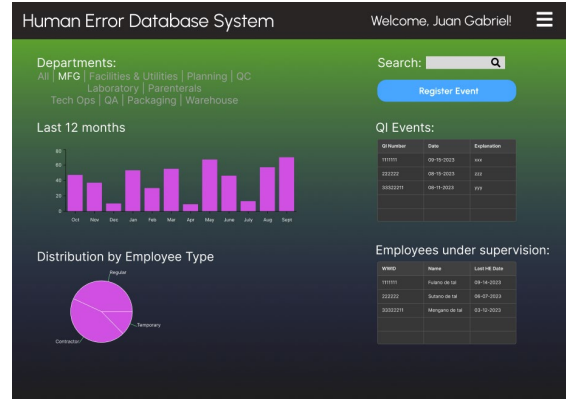 Human Error Database System
Welcome, Juan Gabriel!
Departments:
All | MFG | Facilities & Utilities | Planning | QC
Laboratory | Parenterals
Tech Ops | QA | Packaging | Warehouse
Search:
Register Event
Last 12 months
80
60
40
20
0
Oct Nov Des Jan Feb Mar Apr May June July Aug Sept
QI Events:
QI Number Date Explanation
1111111 09-15-2023 xxx
222222 08-15-2023 zzz
33322211 08-11-2023 yyy
Distribution by Employee Type
Regular
Temporary
Contractor
Employees under supervision:
WWID Name Last HE Date
1111111 Fulano de tal 09-14-2023
222222 Sutano de tal 06-07-2023
33322211 Mengano de tal 03-12-2023